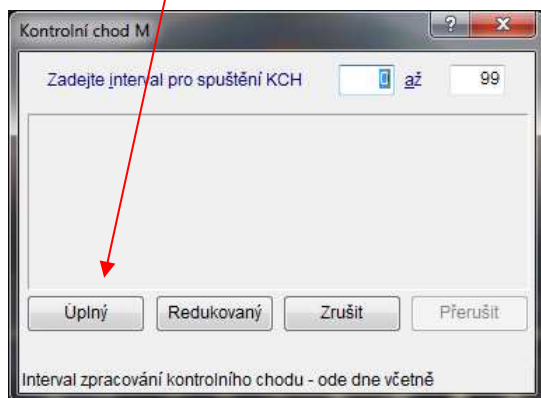 Kontrolní chod M
Zadejte interval pro spuštění KCH 0 až 99
Úplný Redukovaný Zrušit Přerušit
Interval zpracování kontrolního chodu - ode dne včetně